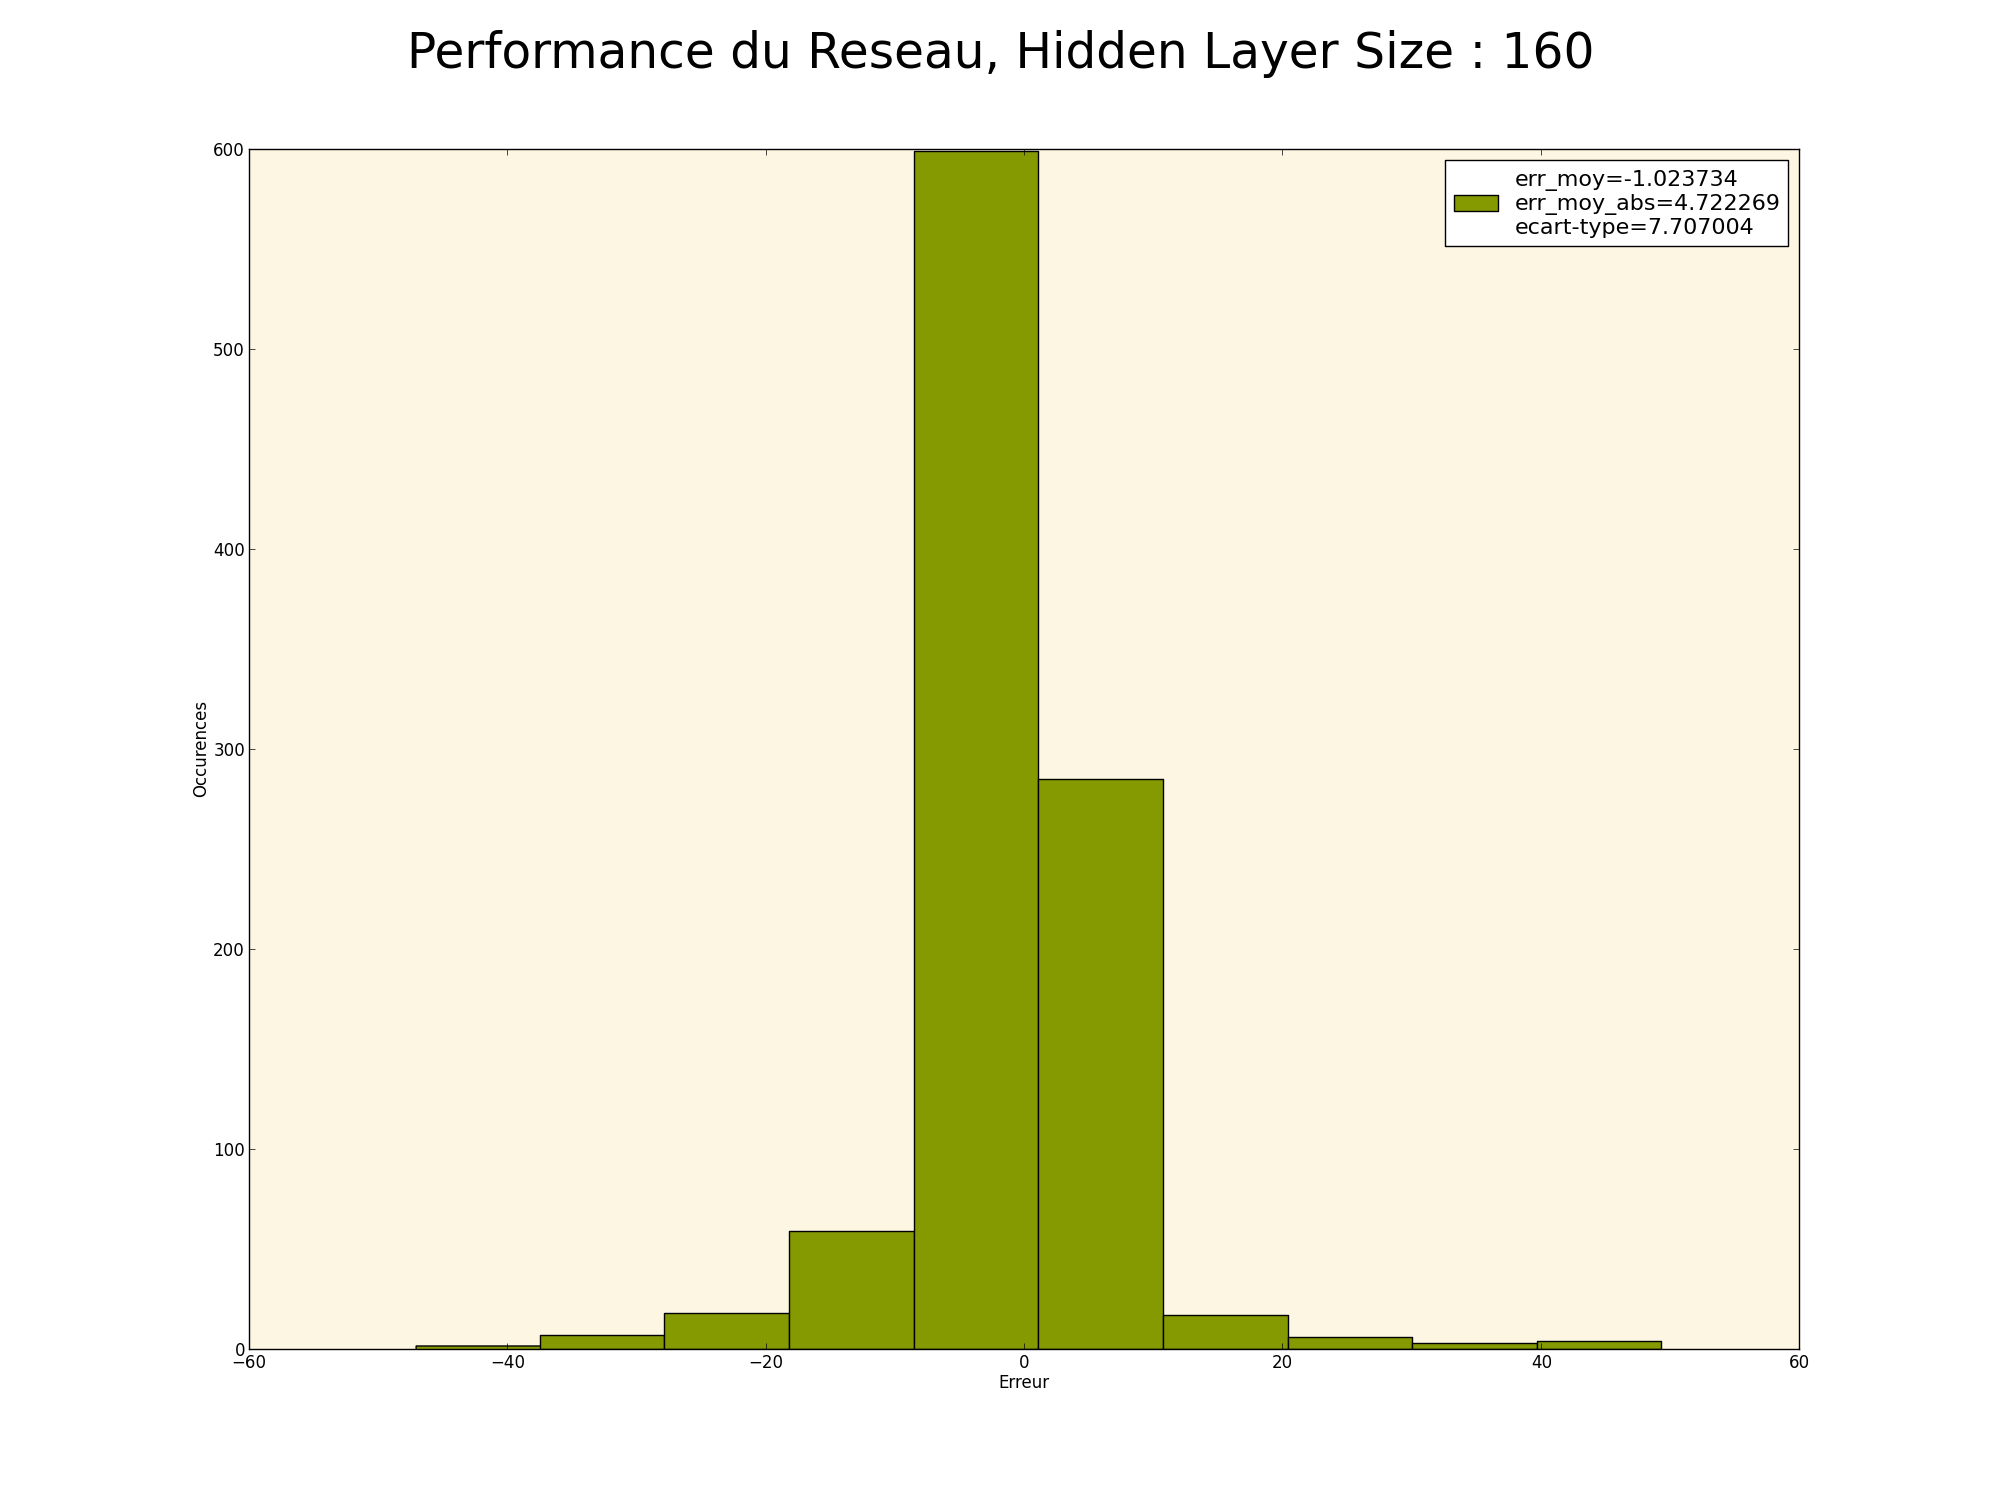 Performance du Reseau, Hidden Layer Size : 160
err_moy=-1.023734
err_moy_abs=4.722269
ecart-type=7.707004
600
500
400
300
200
100
0
Occurences
−60
−40
−20
0
20
40
60
Erreur